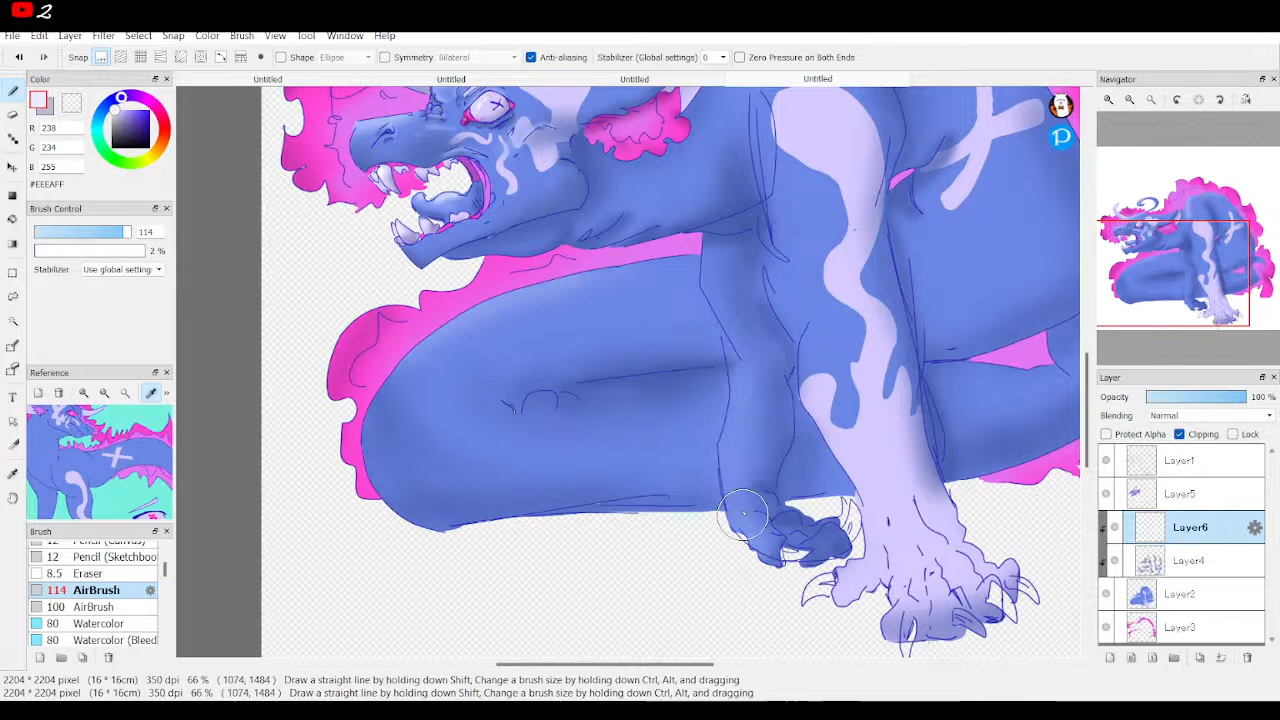 2
File Edit Layer Filter Brushes Select Snap Color Brush View Tool Window Help
Snap Shape Ellipse Symmetry Bilateral Anti-aliasing Stabilizer (Global settings) 0 Zero Pressure on Both Ends
Color Untitled Untitled Untitled Untitled Navigator
R 238
G 234
B 255
#EEEAFF
Brush Control
114
2 %
Stabilizer Use global setting
Reference
Brush
12 Pencil (Canvas)
12 Pencil (Sketchboo
8.5 Eraser
114 AirBrush
100 AirBrush
80 Watercolor
80 Watercolor (Bleed
Layer
Opacity 100 %
Blending Normal
Protect Alpha Clipping Lock
Layer1
Layer5
Layer6
Layer4
Layer2
Layer3
2204 * 2204 pixel (16 * 16cm) 350 dpi 66 % ( 1074, 1484 ) Draw a straight line by holding down Shift, Change a brush size by holding down Ctrl, Alt, and dragging
2204 * 2204 pixel (16 * 16cm) 350 dpi 66 % ( 1074, 1484 ) Draw a straight line by holding down Shift, Change a brush size by holding down Ctrl, Alt, and dragging